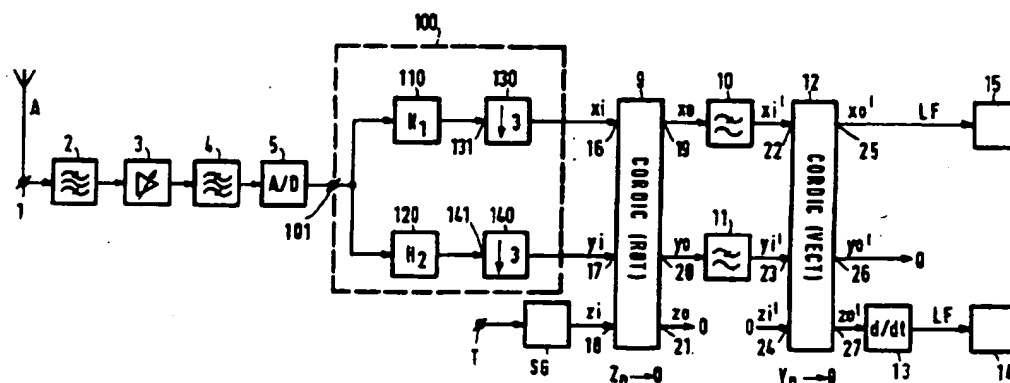 100
A
110
130
9
10
12
15
2
3
4
5
A/D
H₁
↓3
xi
xo
xi'
xo'
LF
1
101
131
16
19
22
25
CORDIC (ROT)
CORDIC (VECT)
120
141
140
11
H₂
↓3
yi
yo
yi'
yo'
0
17
20
23
26
T
SG
zi
zo
0
0
zi'
zo'
d/dt
LF
18
21
24
27
13
14
Zₙ→0
Yₙ→0